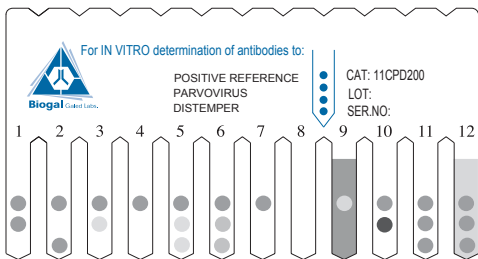 For IN VITRO determination of antibodies to:
POSITIVE REFERENCE
PARVOVIRUS
DISTEMPER
CAT: 11CPD200
LOT:
SER.NO:
Biogal Galed Labs.
1 2 3 4 5 6 7 8 9 10 11 12